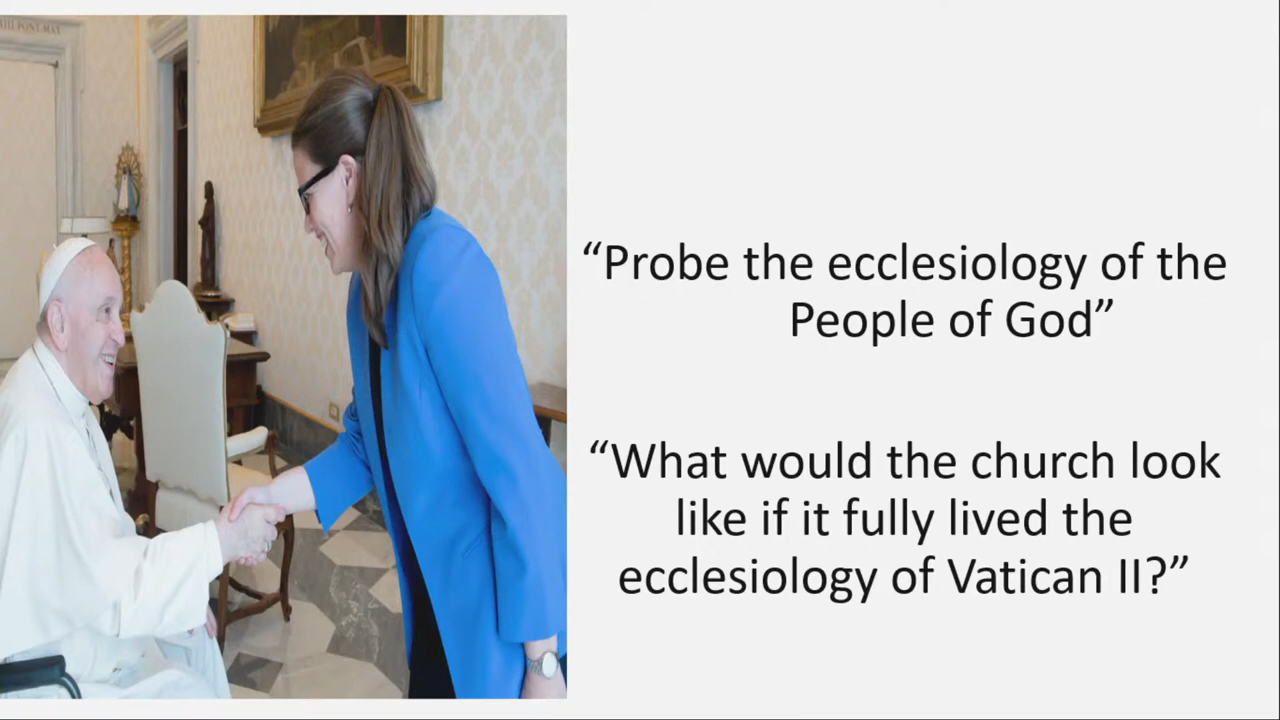 “Probe the ecclesiology of the
People of God”
“What would the church look
like if it fully lived the
ecclesiology of Vatican II?”